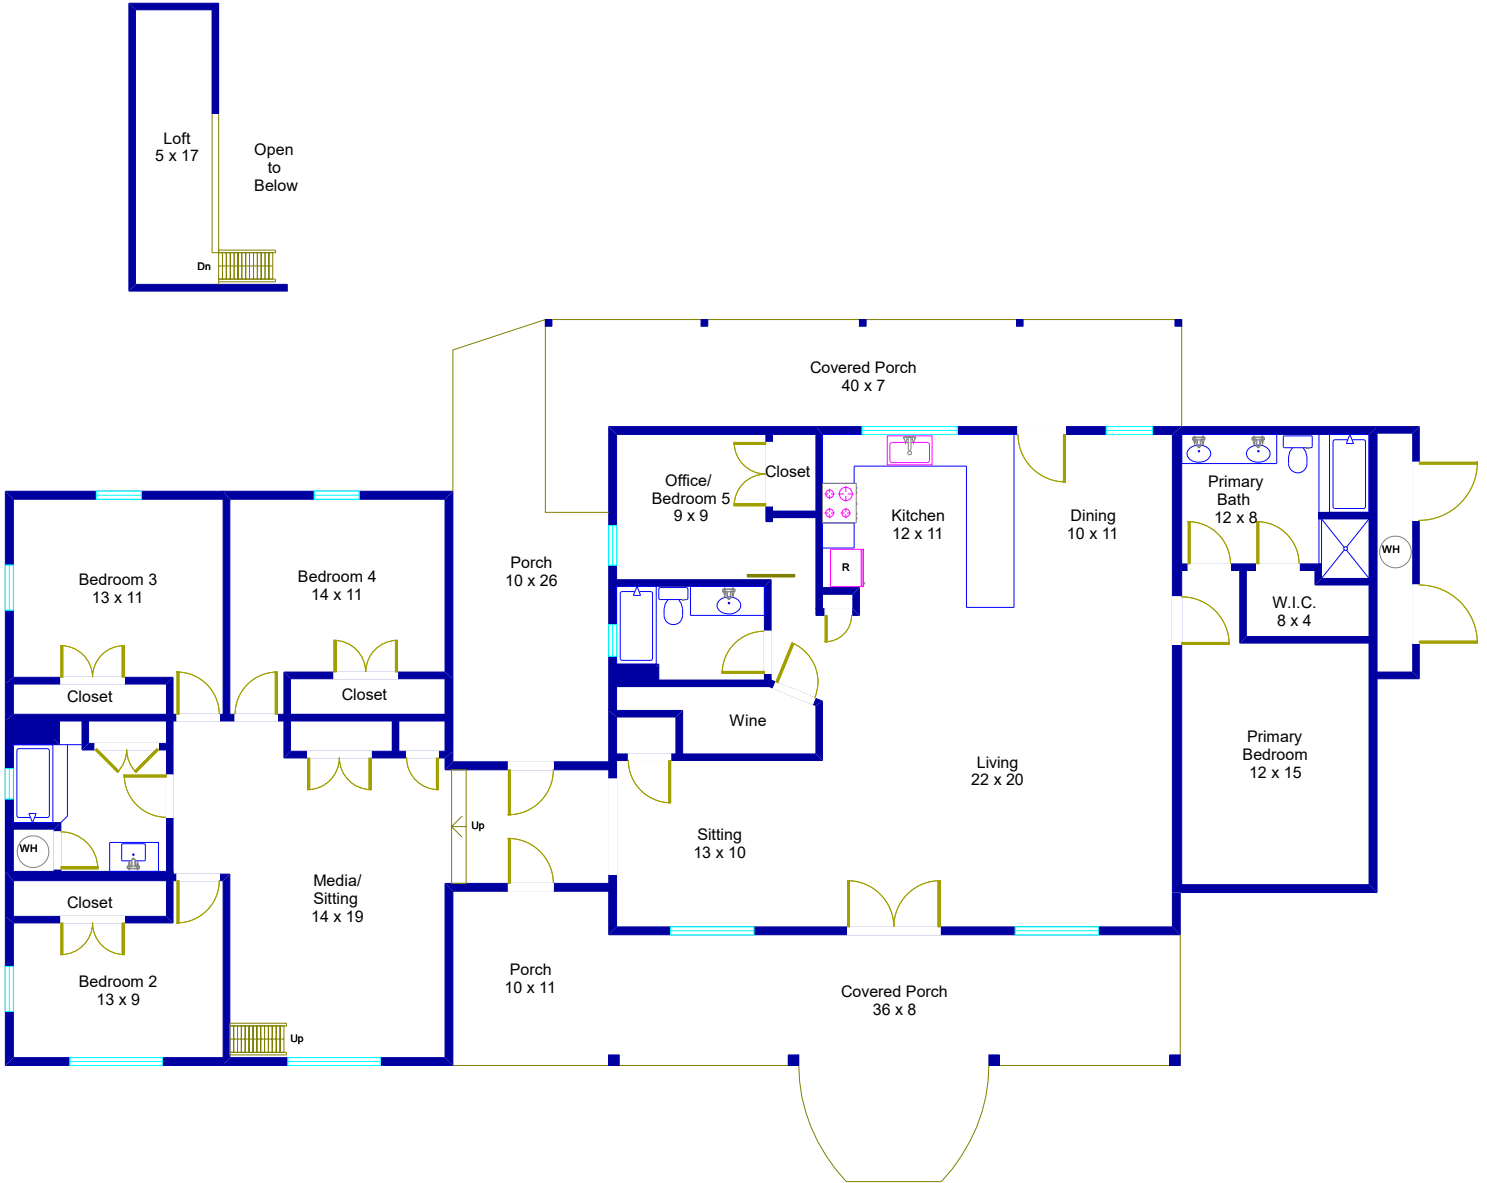 Loft
5 x 17
Open
to
Below
Dn
Covered Porch
40 x 7
Closet
Office/
Bedroom 5
9 x 9
Kitchen
12 x 11
Dining
10 x 11
Primary
Bath
12 x 8
WH
R
Porch
10 x 26
Bedroom 3
13 x 11
Bedroom 4
14 x 11
W.I.C.
8 x 4
Closet
Closet
Wine
Primary
Bedroom
12 x 15
Living
22 x 20
Up
Sitting
13 x 10
WH
Media/
Sitting
14 x 19
Closet
Bedroom 2
13 x 9
Porch
10 x 11
Covered Porch
36 x 8
Up